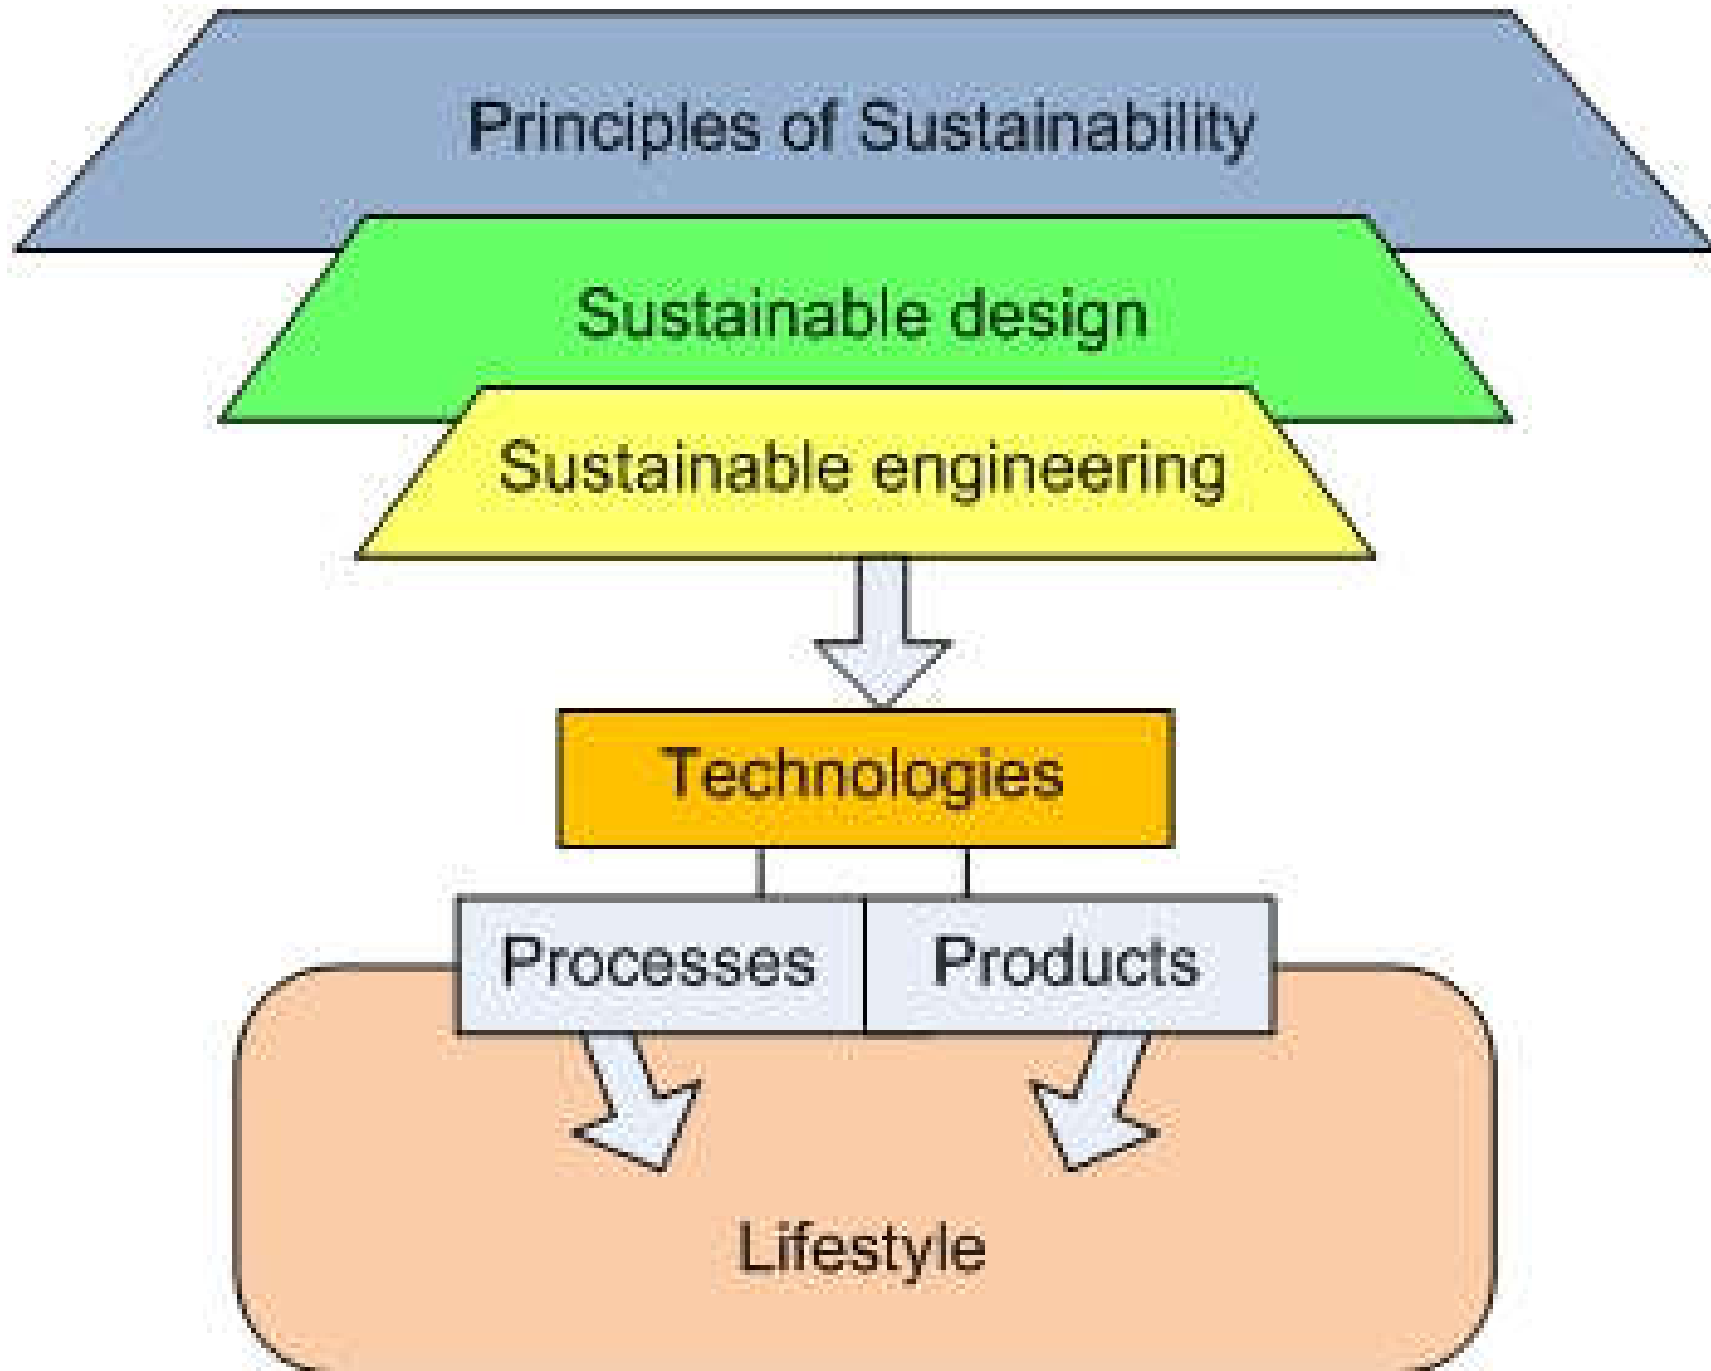 Principles of Sustainability
Sustainable design
Sustainable engineering
Technologies
Processes
Products
Lifestyle